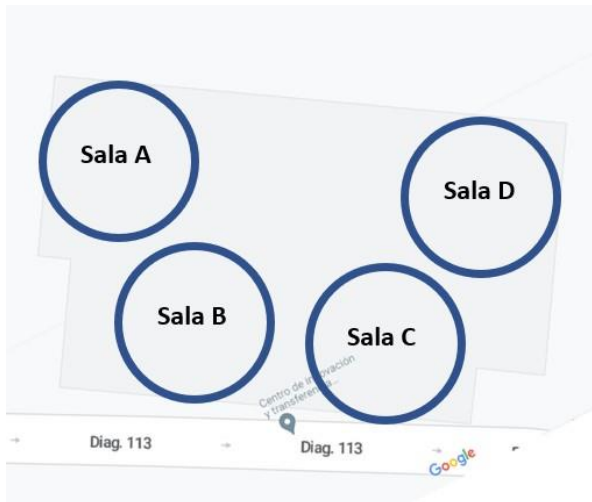 Sala A
Sala D
Sala B
Sala C
Centro de innovación
y transferencia...
Diag. 113
Diag. 113
Google